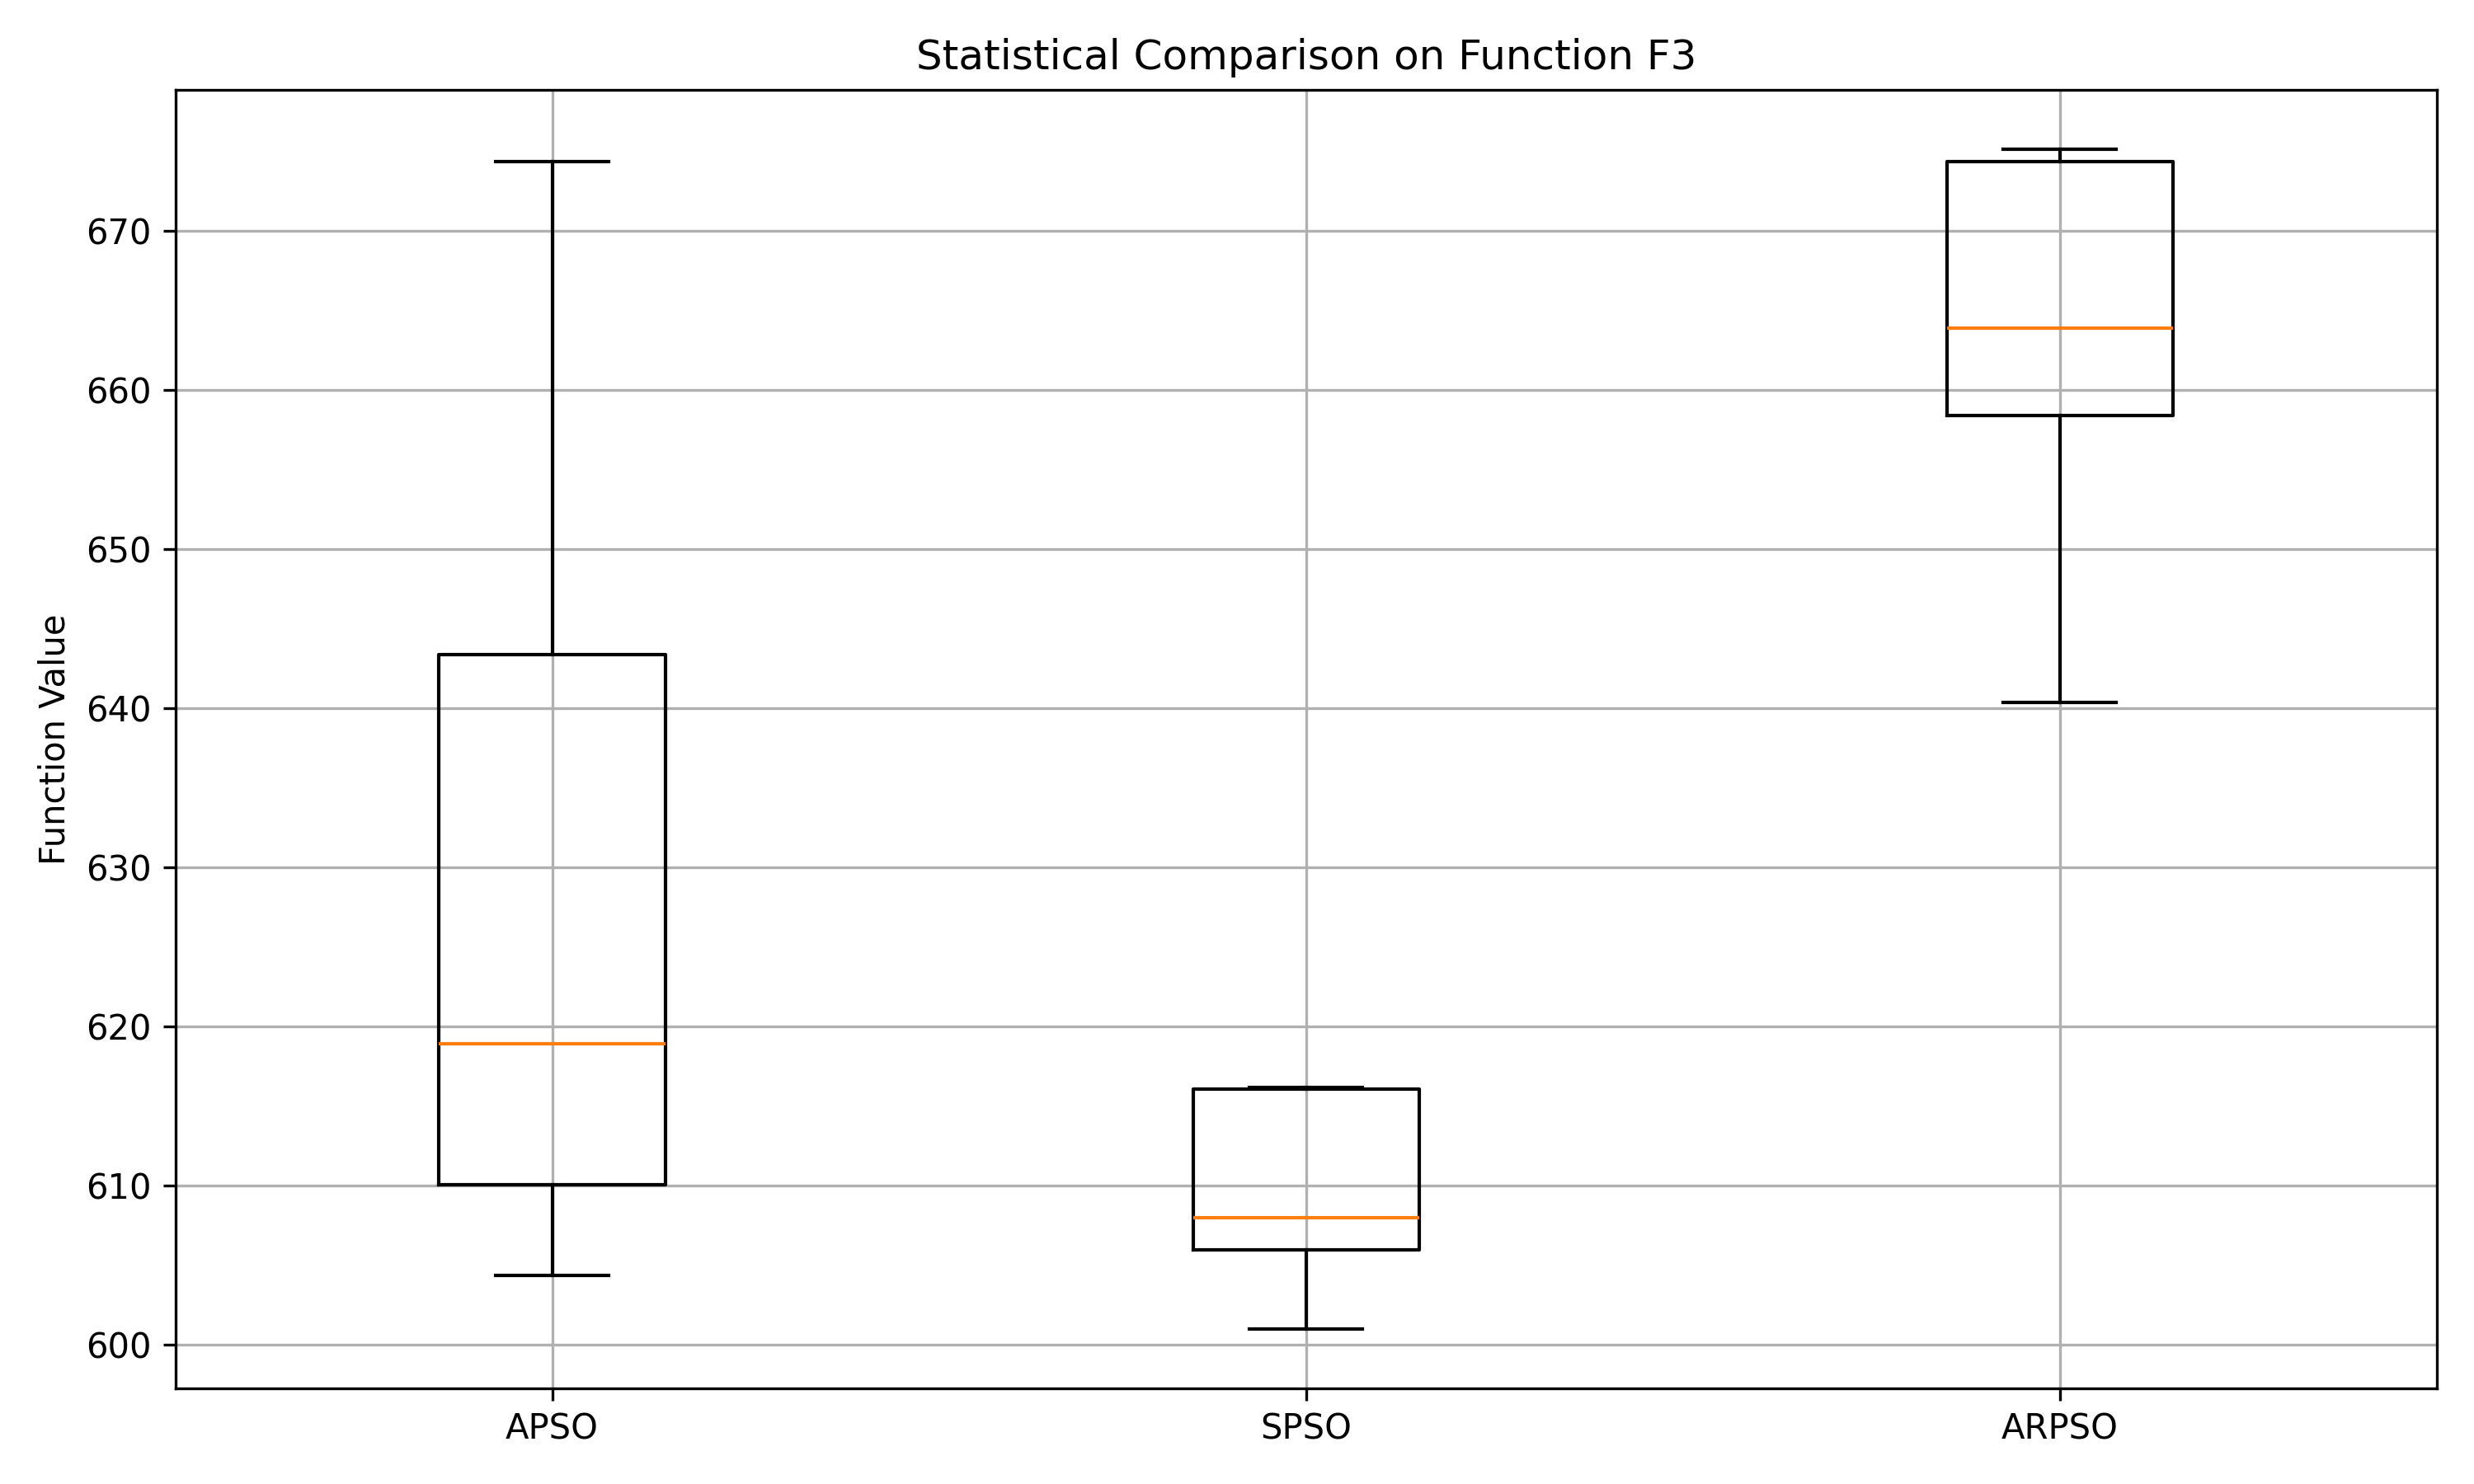 Statistical Comparison on Function F3
Function Value
670
660
650
640
630
620
610
600
APSO
SPSO
ARPSO